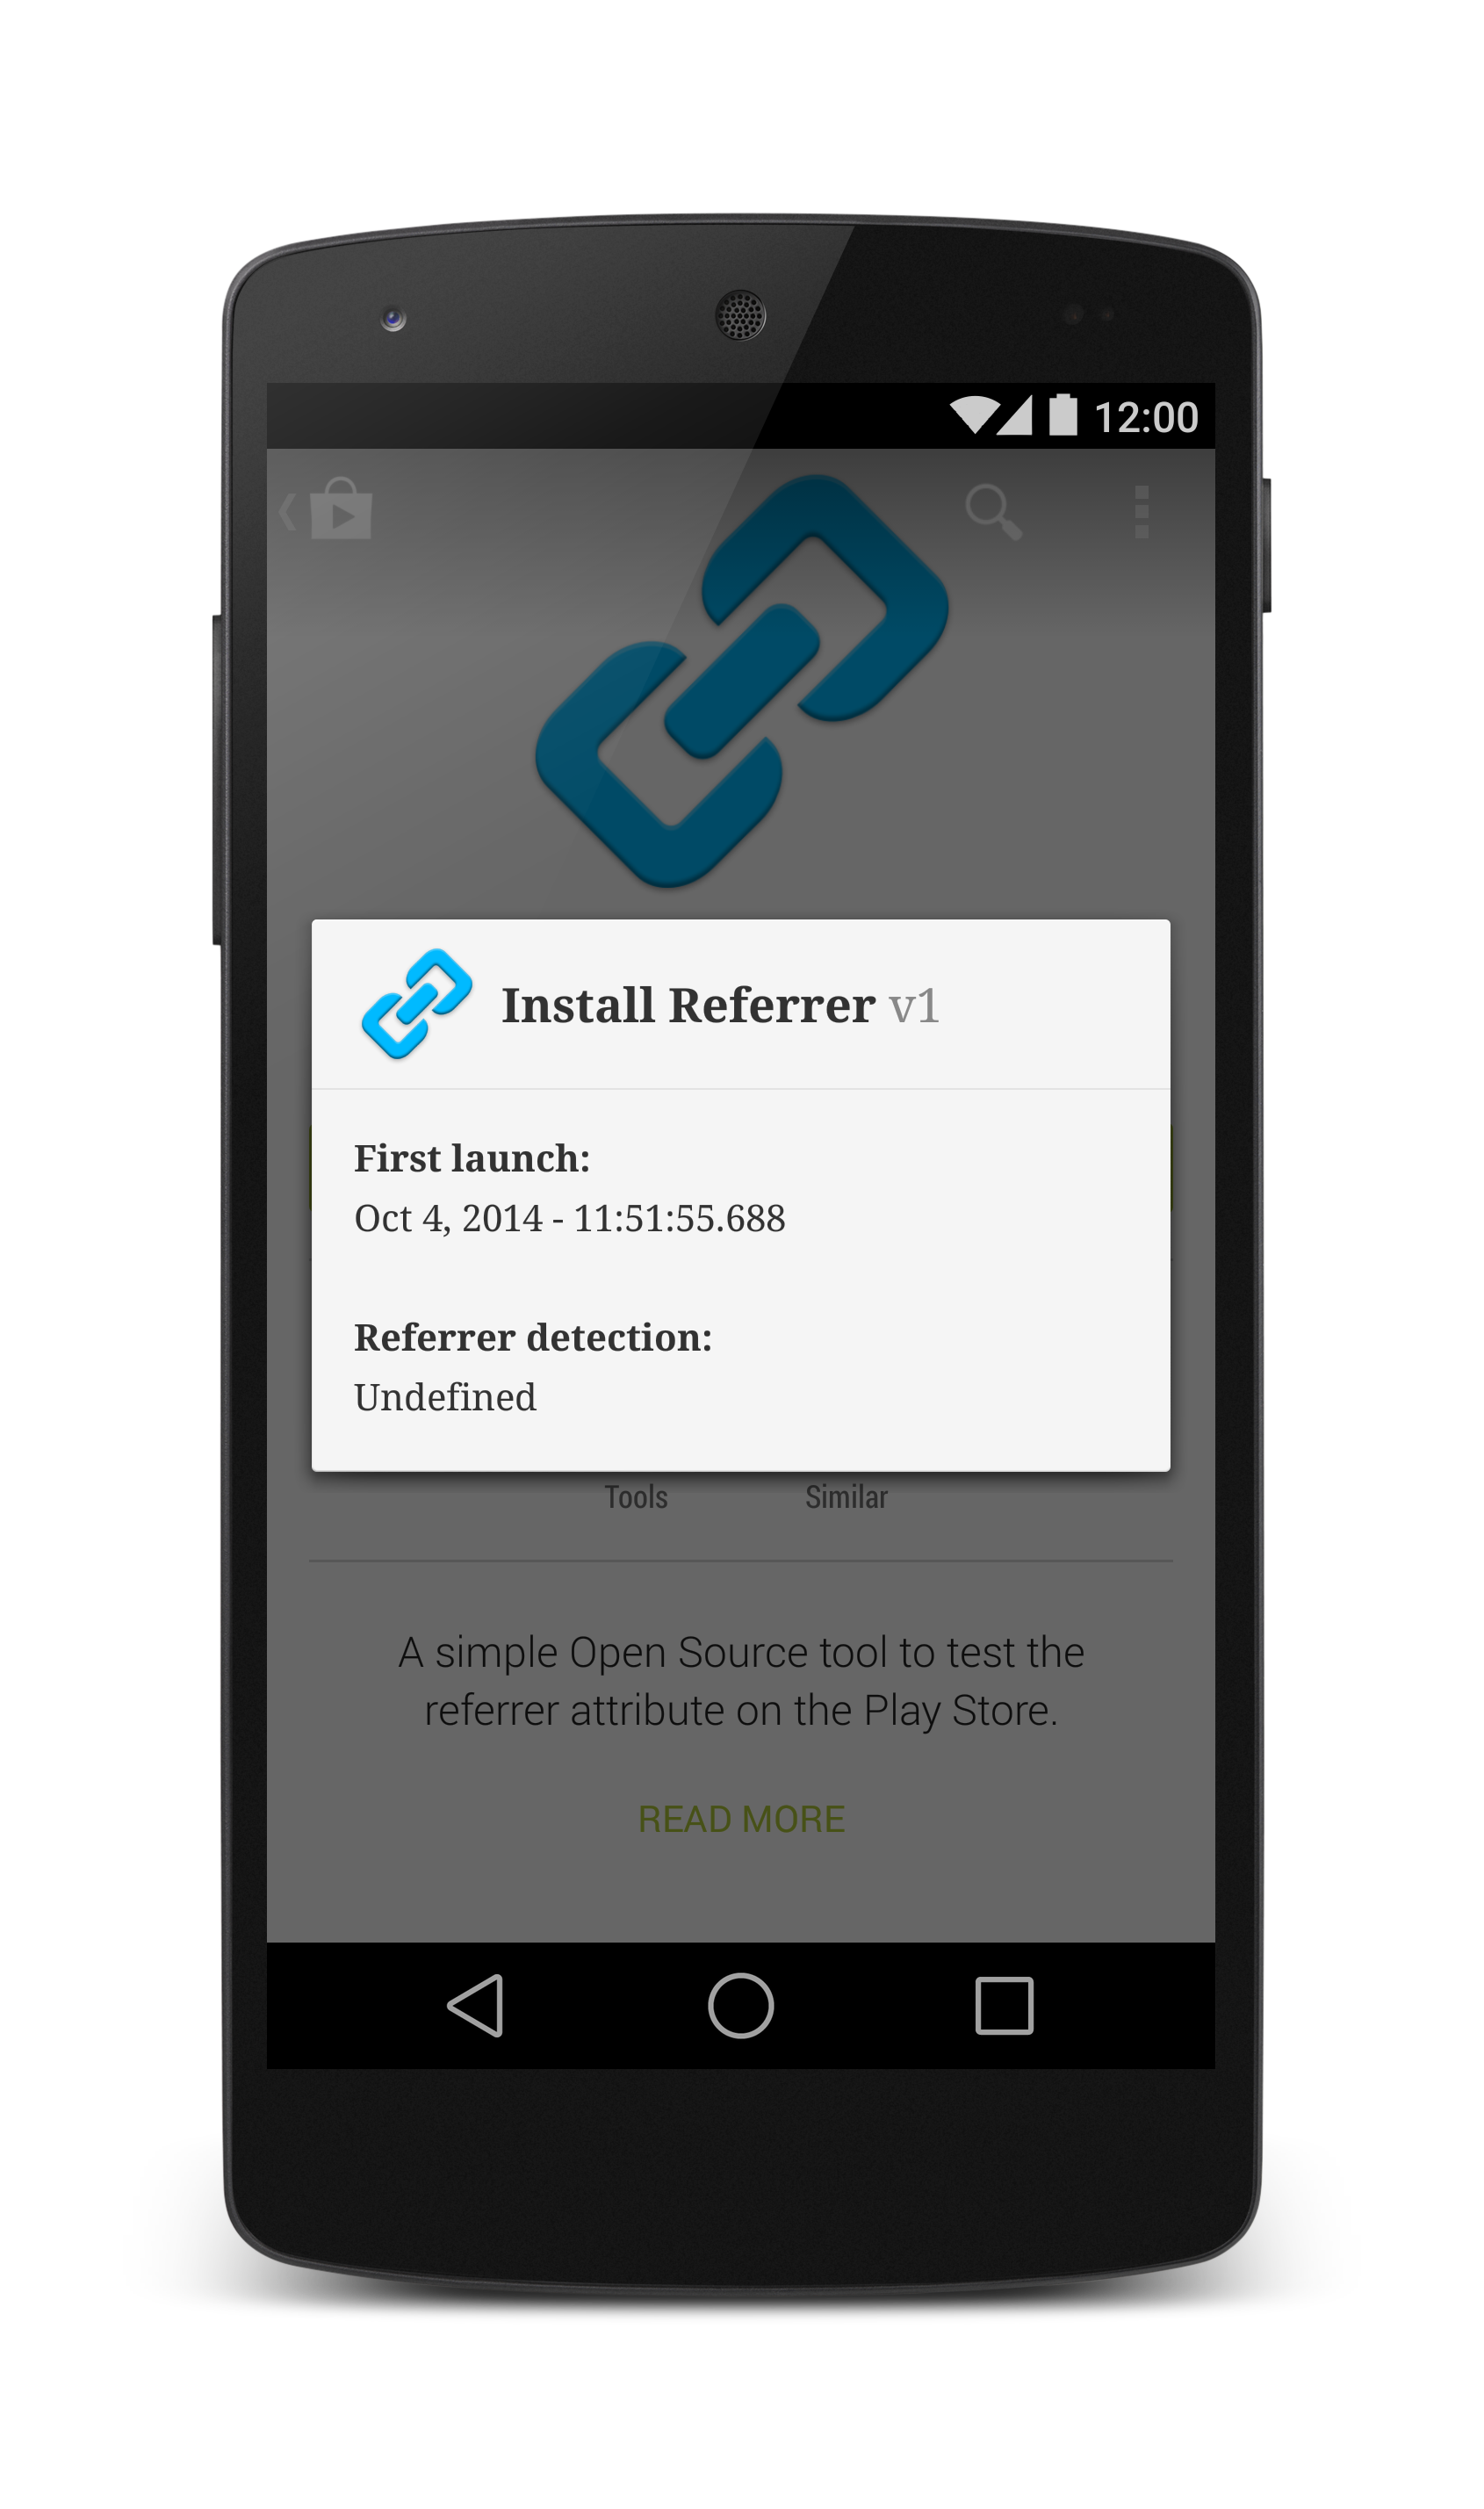 12:00
Install Referrer v1
First launch:
Oct 4, 2014 - 11:51:55.688
Referrer detection:
Undefined
Tools Similar
A simple Open Source tool to test the
referrer attribute on the Play Store.
READ MORE